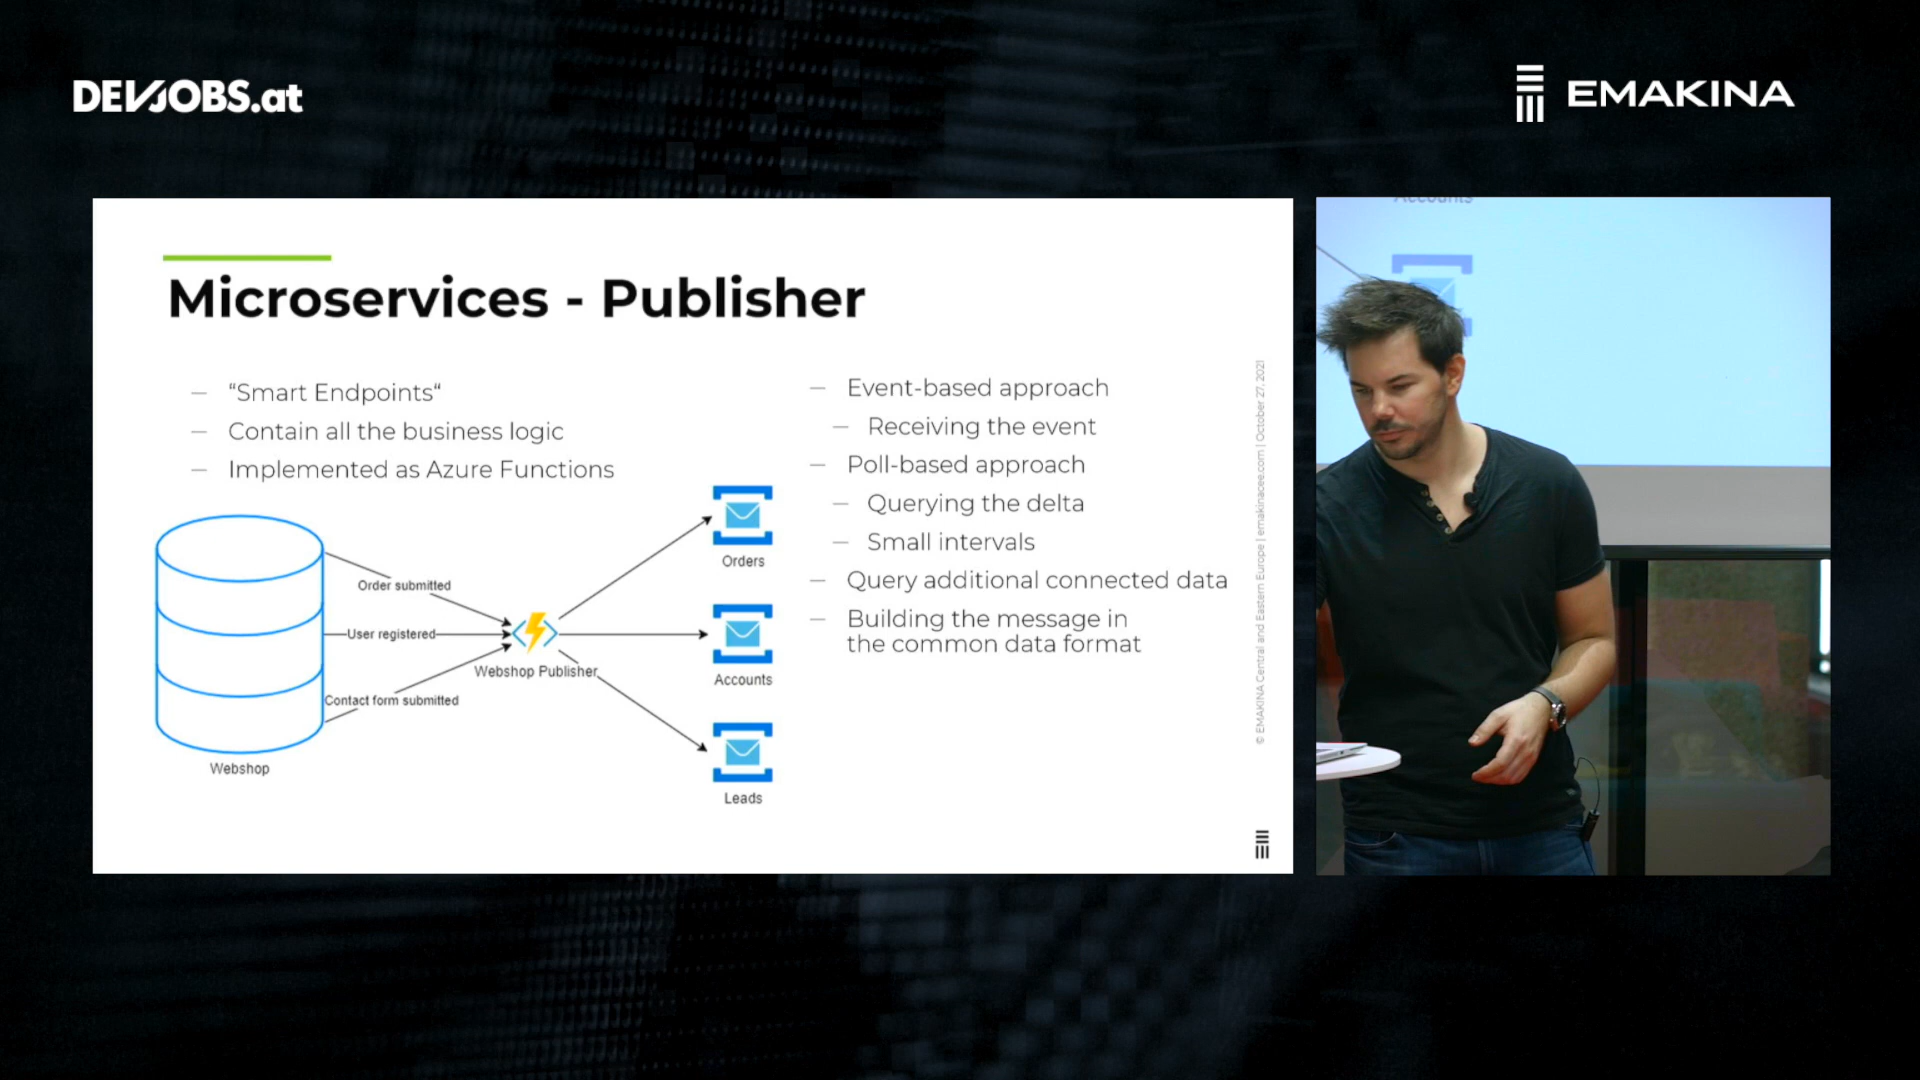 DEVJOBS.at
EMAKINA
Microservices - Publisher
– “Smart Endpoints“
– Contain all the business logic
– Implemented as Azure Functions
Order submitted
User registered
Contact form submitted
Webshop
Webshop Publisher
Orders
Accounts
Leads
– Event-based approach
– Receiving the event
– Poll-based approach
– Querying the delta
– Small intervals
– Query additional connected data
– Building the message in
the common data format
© EMAKINA Central and Eastern Europe | emakinacee.com | October 27, 2021
Accounts